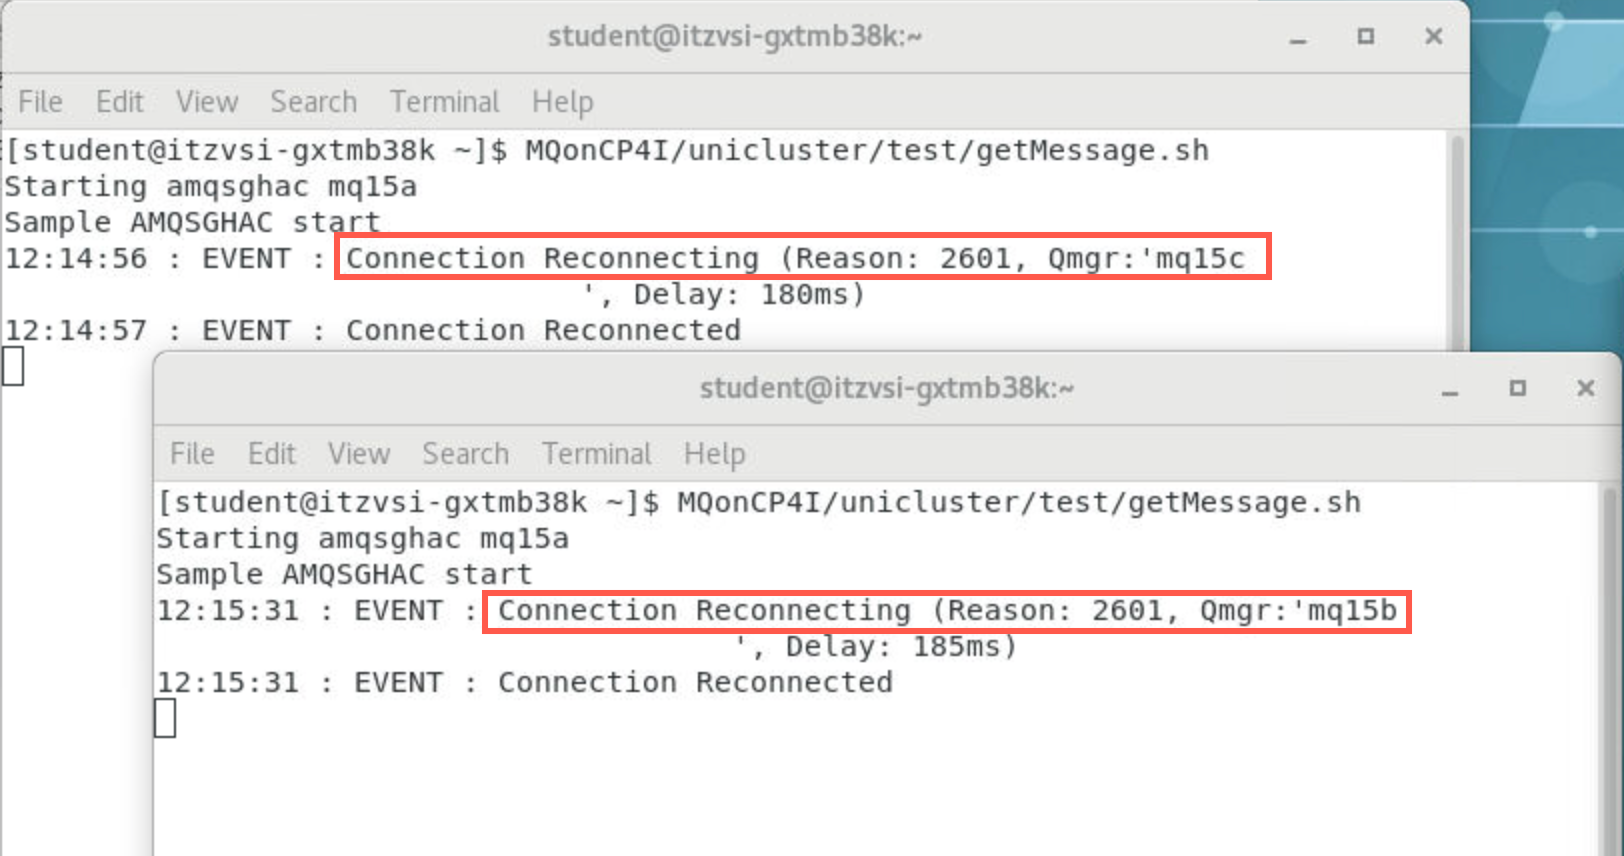 student@itzvsi-gxtmb38k:~
File Edit View Search Terminal Help
[student@itzvsi-gxtmb38k ~]$ MQonCP4I/unicluster/test/getMessage.sh
Starting amqsghac mq15a
Sample AMQSGHAC start
12:14:56 : EVENT : Connection Reconnecting (Reason: 2601, Qmgr:'mq15c
', Delay: 180ms)
12:14:57 : EVENT : Connection Reconnected
student@itzvsi-gxtmb38k:~
File Edit View Search Terminal Help
[student@itzvsi-gxtmb38k ~]$ MQonCP4I/unicluster/test/getMessage.sh
Starting amqsghac mq15a
Sample AMQSGHAC start
12:15:31 : EVENT : Connection Reconnecting (Reason: 2601, Qmgr:'mq15b
', Delay: 185ms)
12:15:31 : EVENT : Connection Reconnected